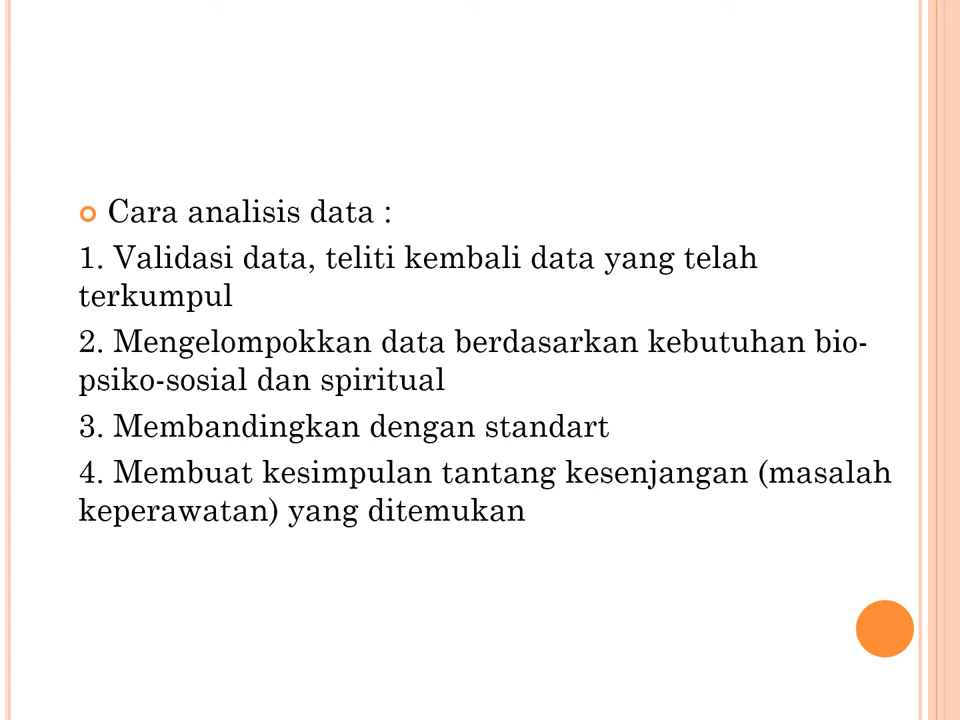 Cara analisis data :
1. Validasi data, teliti kembali data yang telah
terkumpul
2. Mengelompokkan data berdasarkan kebutuhan bio-
psiko-sosial dan spiritual
3. Membandingkan dengan standart
4. Membuat kesimpulan tantang kesenjangan (masalah
keperawatan) yang ditemukan